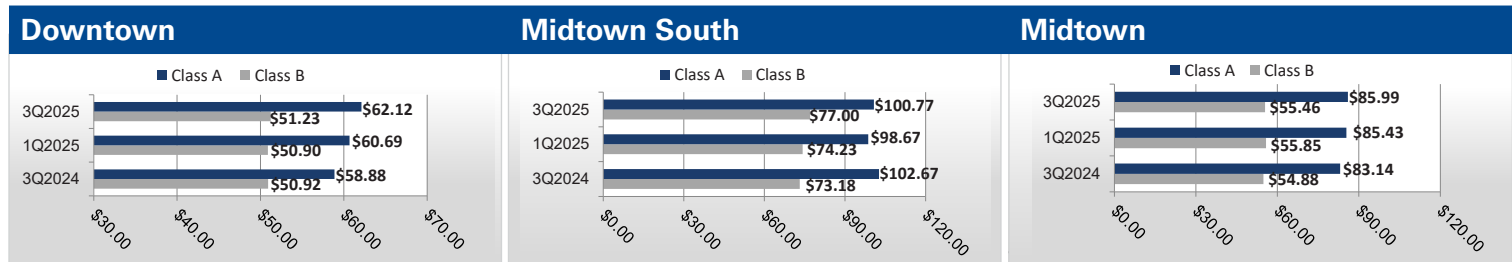 Downtown
Class A Class B
3Q2025
$62.12
$51.23
1Q2025
$60.69
$50.90
3Q2024
$58.88
$50.92
$30.00 $40.00 $50.00 $60.00 $70.00
Midtown South
Class A Class B
3Q2025
$100.77
$77.00
1Q2025
$98.67
$74.23
3Q2024
$102.67
$73.18
$0.00 $30.00 $60.00 $90.00 $120.00
Midtown
Class A Class B
3Q2025
$85.99
$55.46
1Q2025
$85.43
$55.85
3Q2024
$83.14
$54.88
$0.00 $30.00 $60.00 $90.00 $120.00